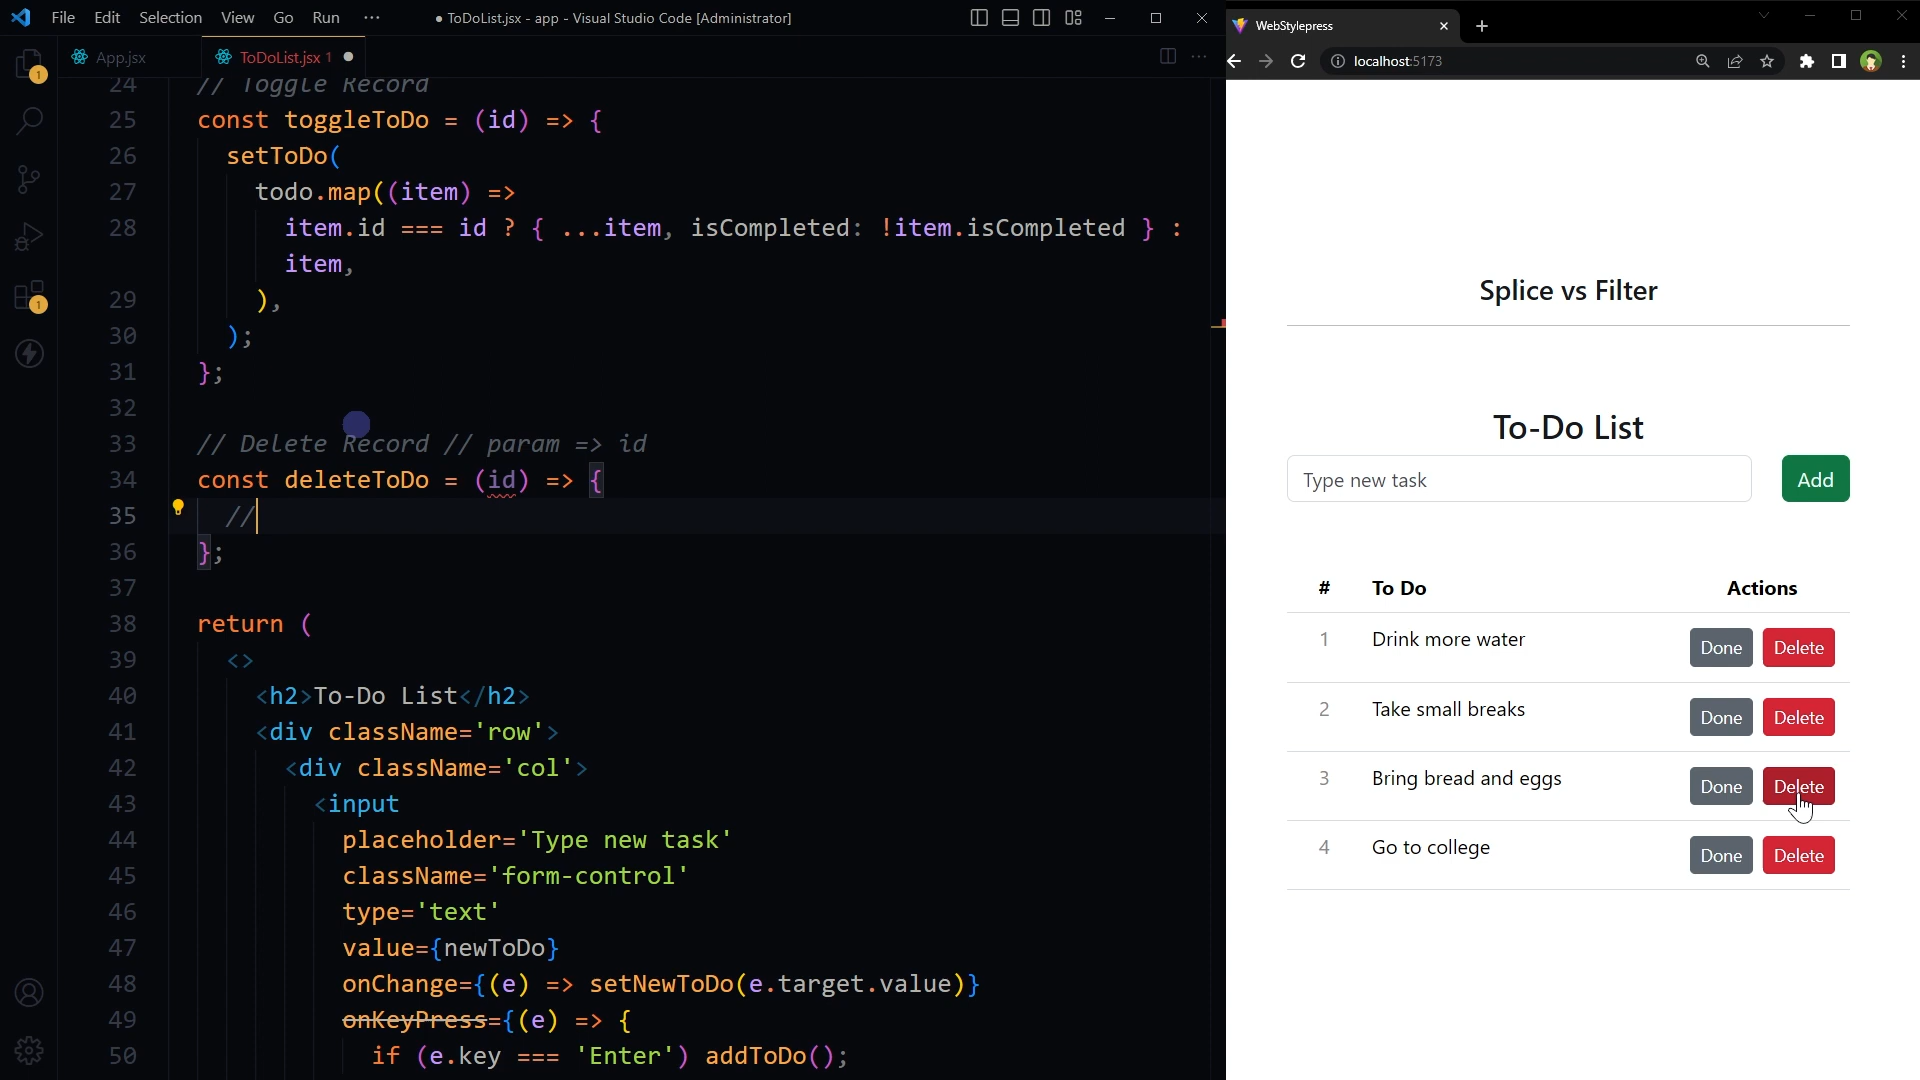 File Edit Selection View Go Run ··· ● ToDoList.jsx - app - Visual Studio Code [Administrator]
App.jsx ToDoList.jsx 1 ●
1
1
24 // Toggle Record
25 const toggleToDo = (id) => {
26 setToDo(
27 todo.map((item) =>
28 item.id === id ? { ...item, isCompleted: !item.isCompleted } :
item,
29 ),
30 );
31 };
32
33 // Delete Record // param => id
34 const deleteToDo = (id) => {
35 //
36 };
37
38 return (
39 <>
40 <h2>To-Do List</h2>
41 <div className='row'>
42 <div className='col'>
43 <input
44 placeholder='Type new task'
45 className='form-control'
46 type='text'
47 value={newToDo}
48 onChange={(e) => setNewToDo(e.target.value)}
49 onKeyPress={(e) => {
50 if (e.key === 'Enter') addToDo();
WebStylepress
localhost:5173
Splice vs Filter
To-Do List
Type new task Add
# To Do Actions
1 Drink more water Done Delete
2 Take small breaks Done Delete
3 Bring bread and eggs Done Delete
4 Go to college Done Delete